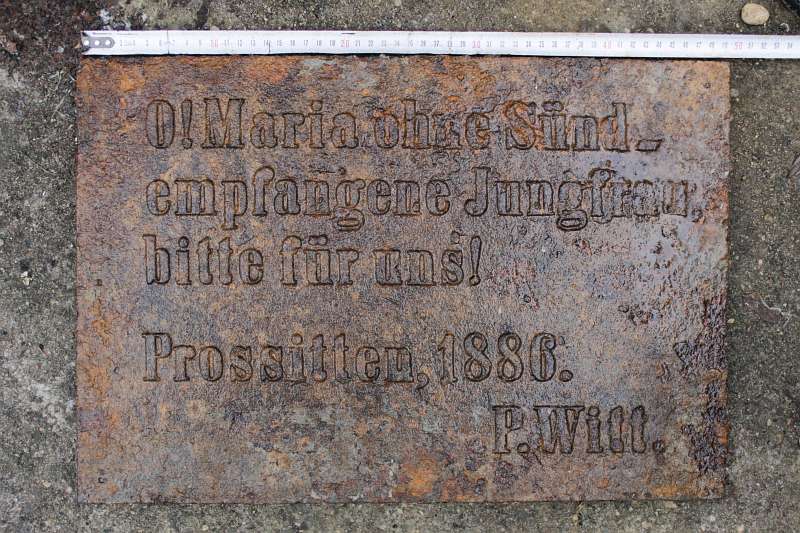 O! Maria ohne Sünd-
empfangene Jungfrau,
bitte für uns!
Prossitten, 1886.
P. Witt.